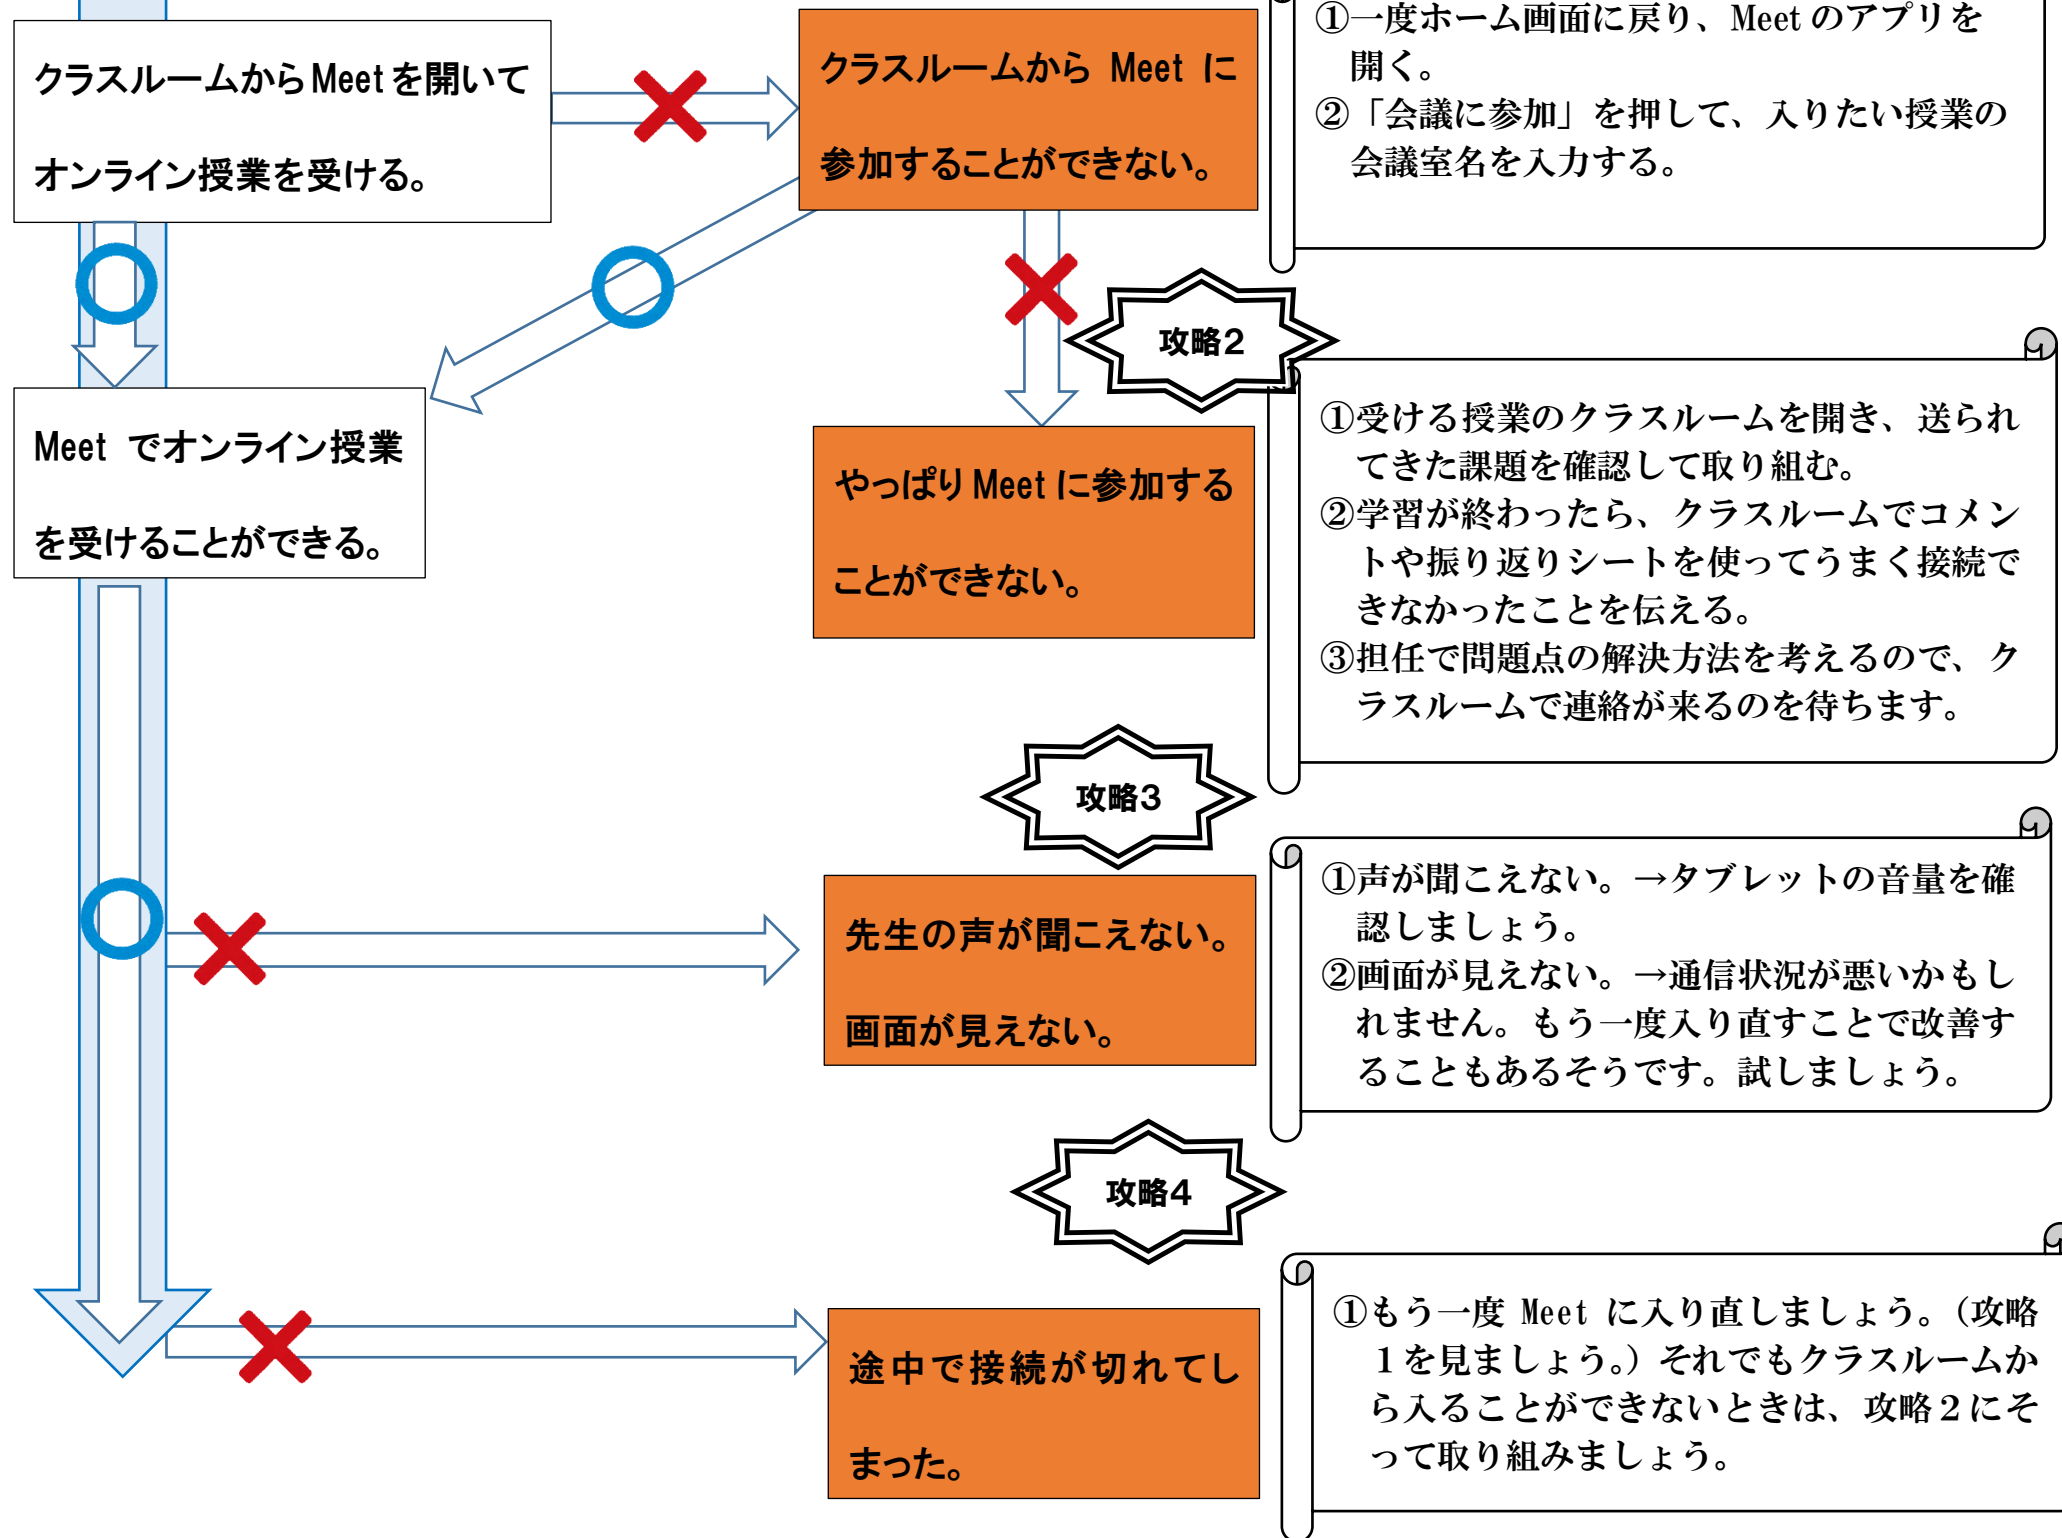 クラスルームからMeetを開いて
オンライン授業を受ける。
クラスルームから Meet に
参加することができない。
①一度ホーム画面に戻り、Meetのアプリを
開く。
②「会議に参加」を押して、入りたい授業の
会議室名を入力する。
攻略2
Meet でオンライン授業
を受けることができる。
やっぱりMeetに参加する
ことができない。
①受ける授業のクラスルームを開き、送られ
てきた課題を確認して取り組む。
②学習が終わったら、クラスルームでコメン
トや振り返りシートを使ってうまく接続で
きなかったことを伝える。
③担任で問題点の解決方法を考えるので、ク
ラスルームで連絡が来るのを待ちます。
攻略3
先生の声が聞こえない。
画面が見えない。
①声が聞こえない。→タブレットの音量を確
認しましょう。
②画面が見えない。→通信状況が悪いかもし
れません。もう一度入り直すことで改善す
ることもあるそうです。試しましょう。
攻略4
途中で接続が切れてし
まった。
①もう一度 Meet に入り直しましょう。（攻略
１を見ましょう。）それでもクラスルームか
ら入ることができないときは、攻略２にそ
って取り組みましょう。